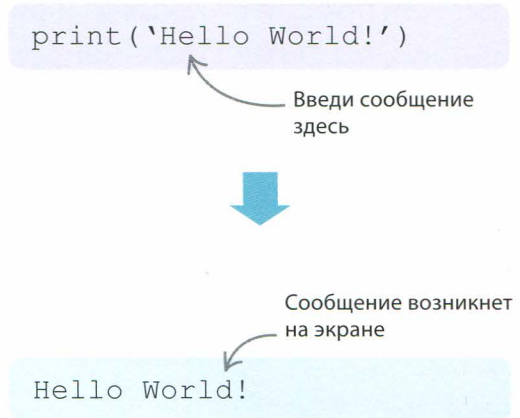 print(‘Hello World!’)
Введи сообщение
здесь
Сообщение возникнет
на экране
Hello World!